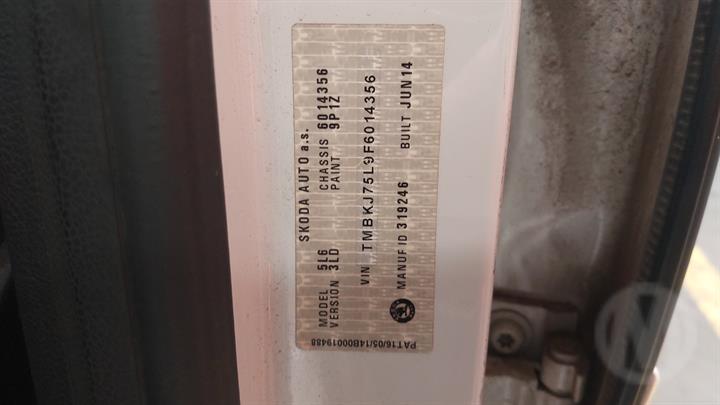 SKODA AUTO a.s.
MODEL 5L6 CHASSIS 6014356
VERSION 3LD PAINT 9P1Z
VIN TMBKJ75L9F6014356
MANUF ID 319246 BUILT JUN14
PAT16/05/14B00019488